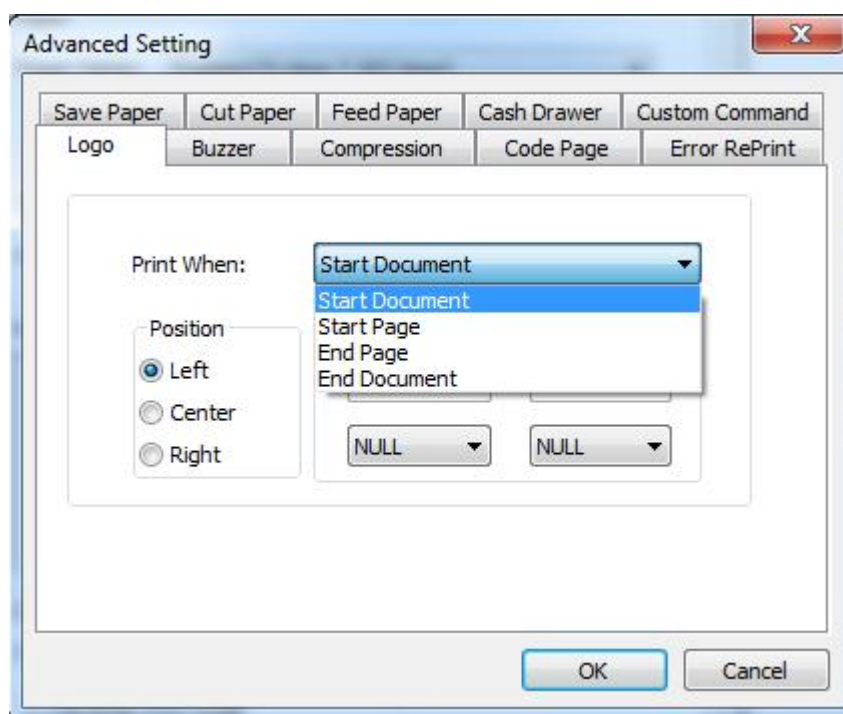 Advanced Setting
Save Paper Cut Paper Feed Paper Cash Drawer Custom Command
Logo Buzzer Compression Code Page Error RePrint
Print When: Start Document
Start Document
Start Page
End Page
End Document
Position
Left
Center
Right
NULL NULL
OK Cancel